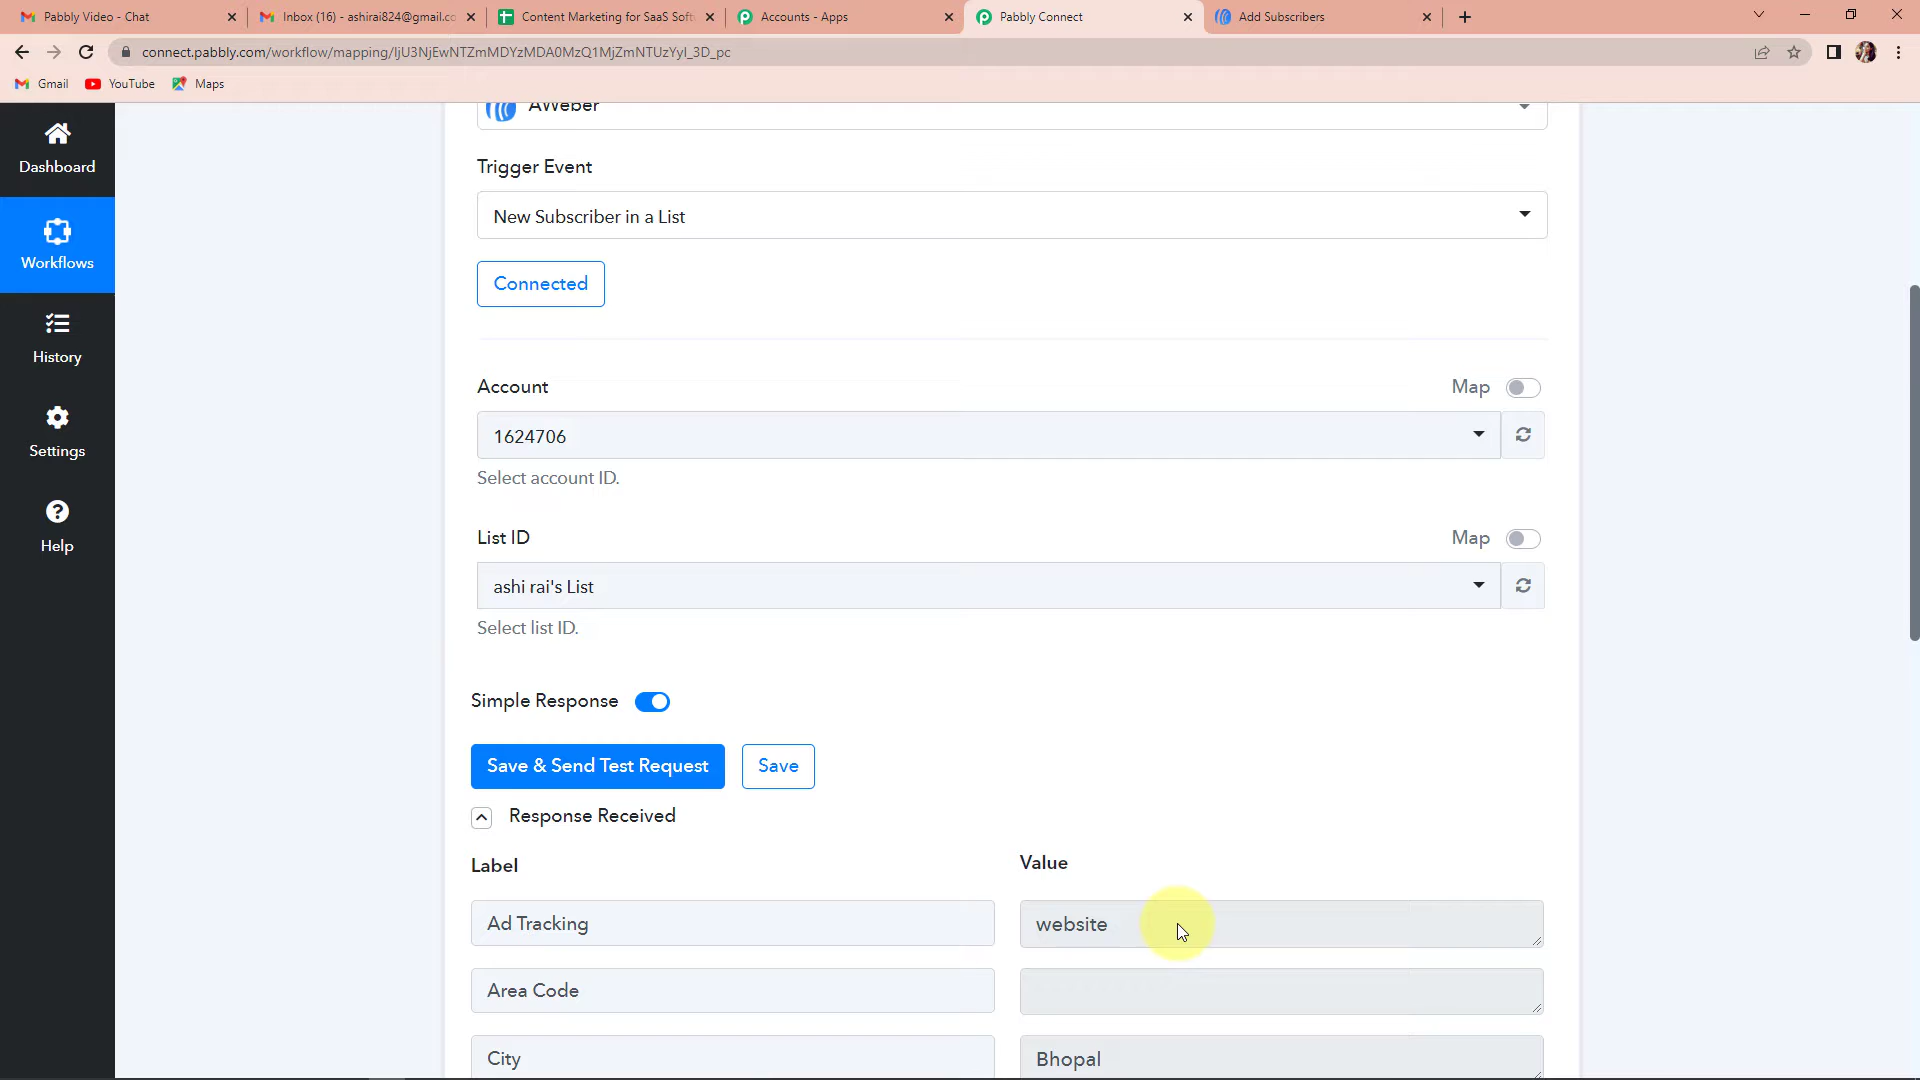 Pabbly Video - Chat
Inbox (16) - ashirai824@gmail.co
Content Marketing for SaaS Soft
Accounts - Apps
Pabbly Connect
Add Subscribers
connect.pabbly.com/workflow/mapping/IjU3NjEwNTZmMDYzMDA0MzQ1MjZmNTUzYyI_3D_pc
Gmail
YouTube
Maps
Dashboard
Workflows
History
Settings
Help
AWeber
Trigger Event
New Subscriber in a List
Connected
Account
Map
1624706
Select account ID.
List ID
Map
ashi rai's List
Select list ID.
Simple Response
Save & Send Test Request
Save
Response Received
Label
Value
Ad Tracking
website
Area Code
City
Bhopal